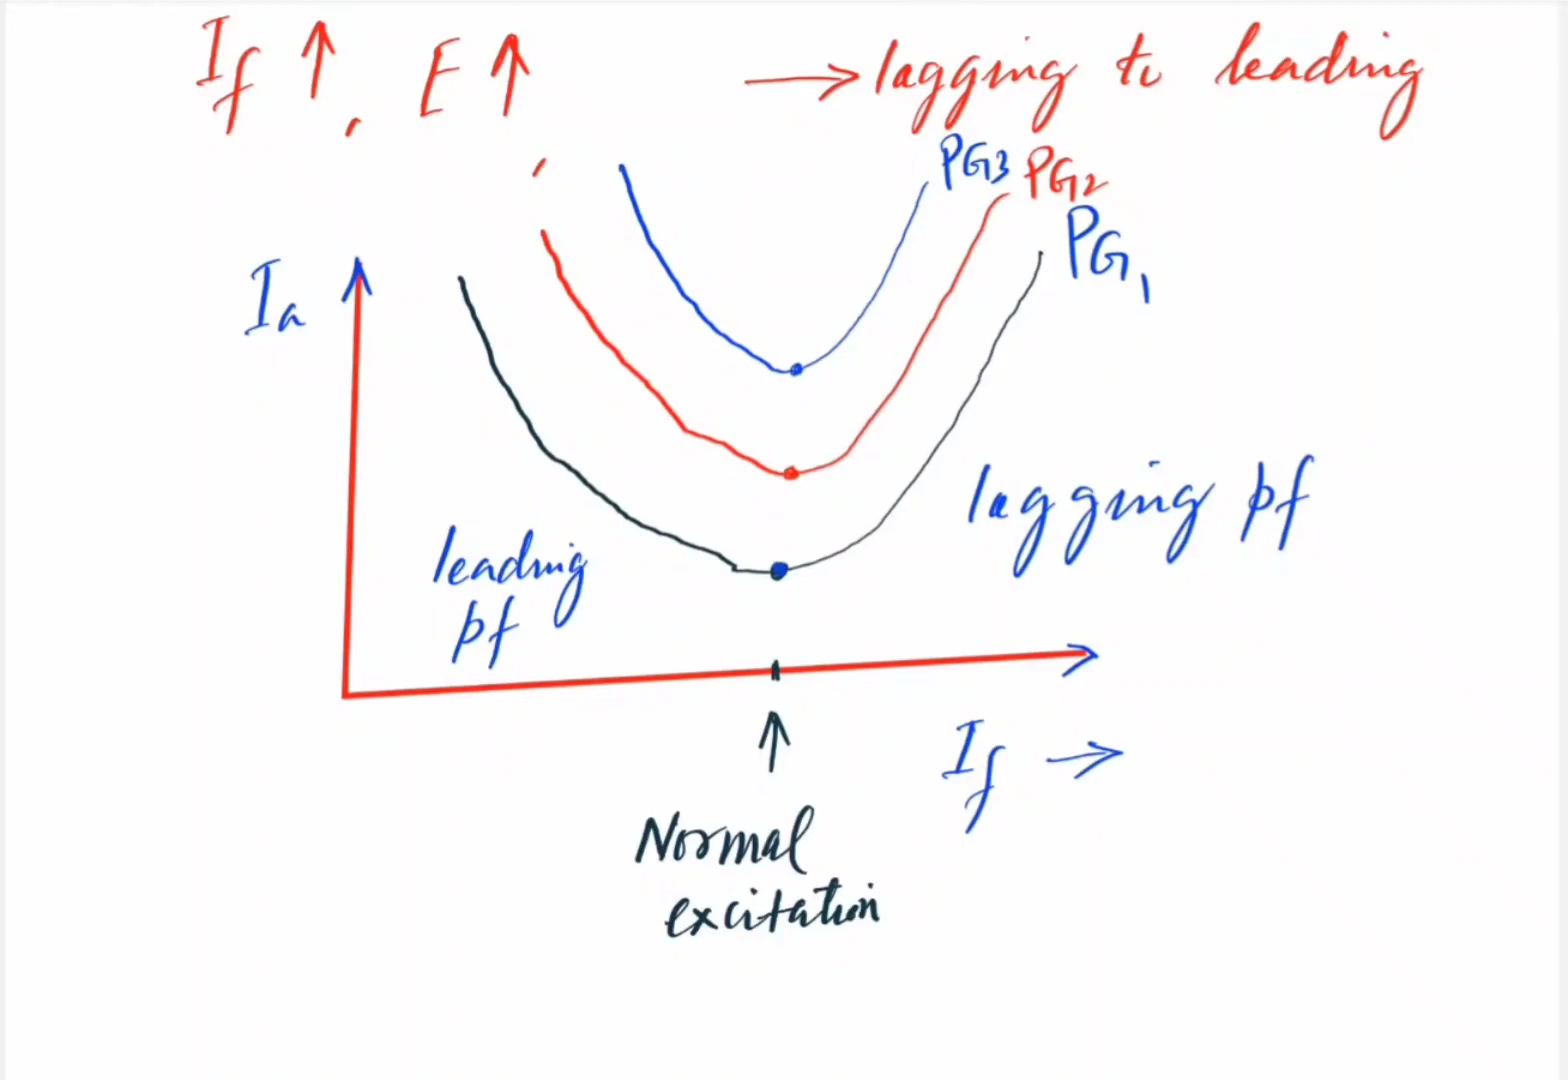 If ↑, E ↑ → lagging to leading
PG3 PG2
PG1
Ia
lagging pf
leading
pf
If →
Normal
excitation